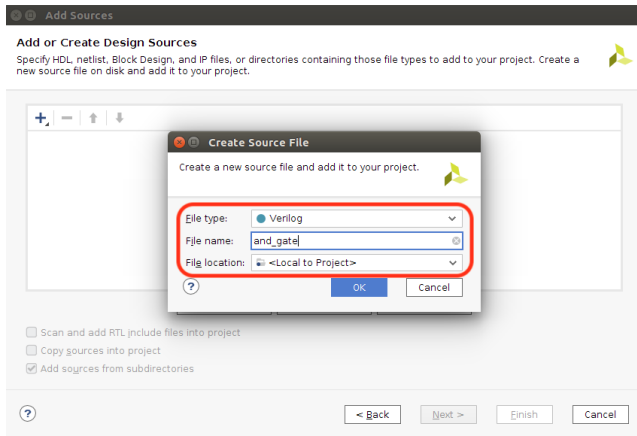 Add Sources
Add or Create Design Sources
Specify HDL, netlist, Block Design, and IP files, or directories containing those file types to add to your project. Create a
new source file on disk and add it to your project.
Create Source File
Create a new source file and add it to your project.
File type: Verilog
File name: and_gate
File location: <Local to Project>
? OK Cancel
Scan and add RTL include files into project
Copy sources into project
Add sources from subdirectories
? < Back Next > Finish Cancel